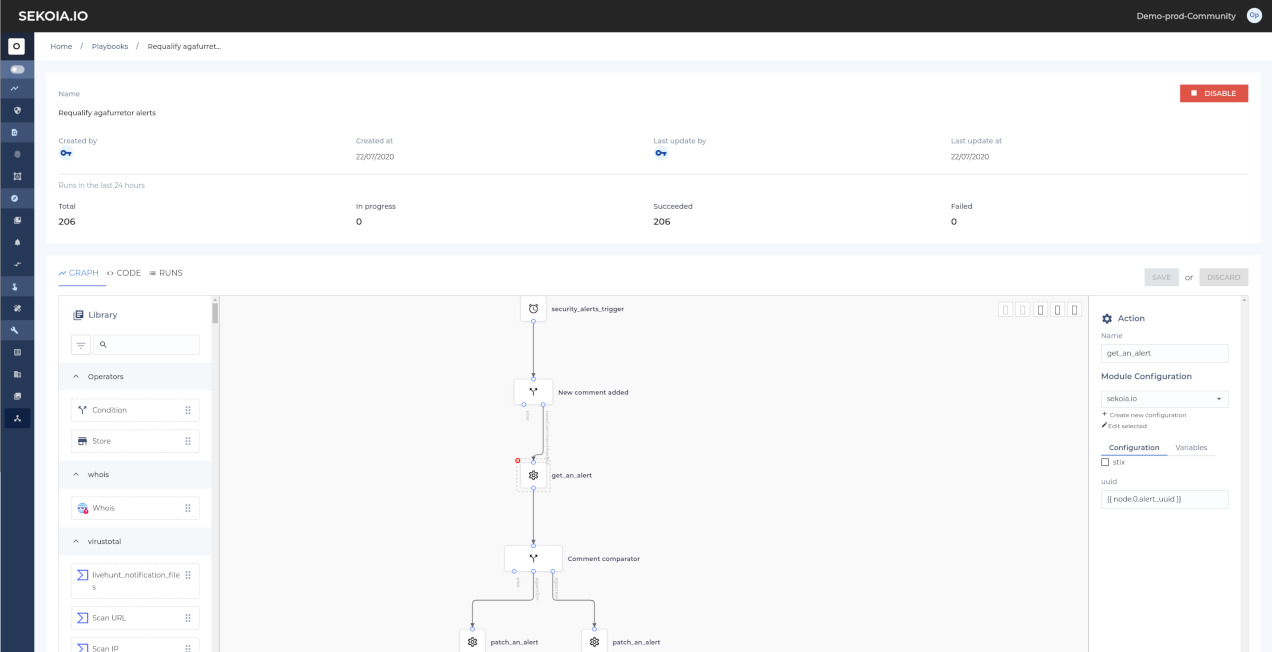 SEKOIA.IO
Demo-prod-Community
Op
Home / Playbooks / Requalify agafurret...
Name
DISABLE
Requalify agafurretor alerts
Created by
Created at
Last update by
Last update at
22/07/2020
22/07/2020
Runs in the last 24 hours
Total
In progress
Succeeded
Failed
206
0
206
0
GRAPH
CODE
RUNS
SAVE or DISCARD
Library
Operators
Condition
Store
whois
Whois
virustotal
livehunt_notification_file
s
Scan URL
Scan IP
security_alerts_trigger
New comment added
get_an_alert
Comment comparator
patch_an_alert
patch_an_alert
Action
Name
get_an_alert
Module Configuration
sekoia.io
+ Create new configuration
Edit selected
Configuration
Variables
stix
uuid
{{ node.0.alert_uuid }}